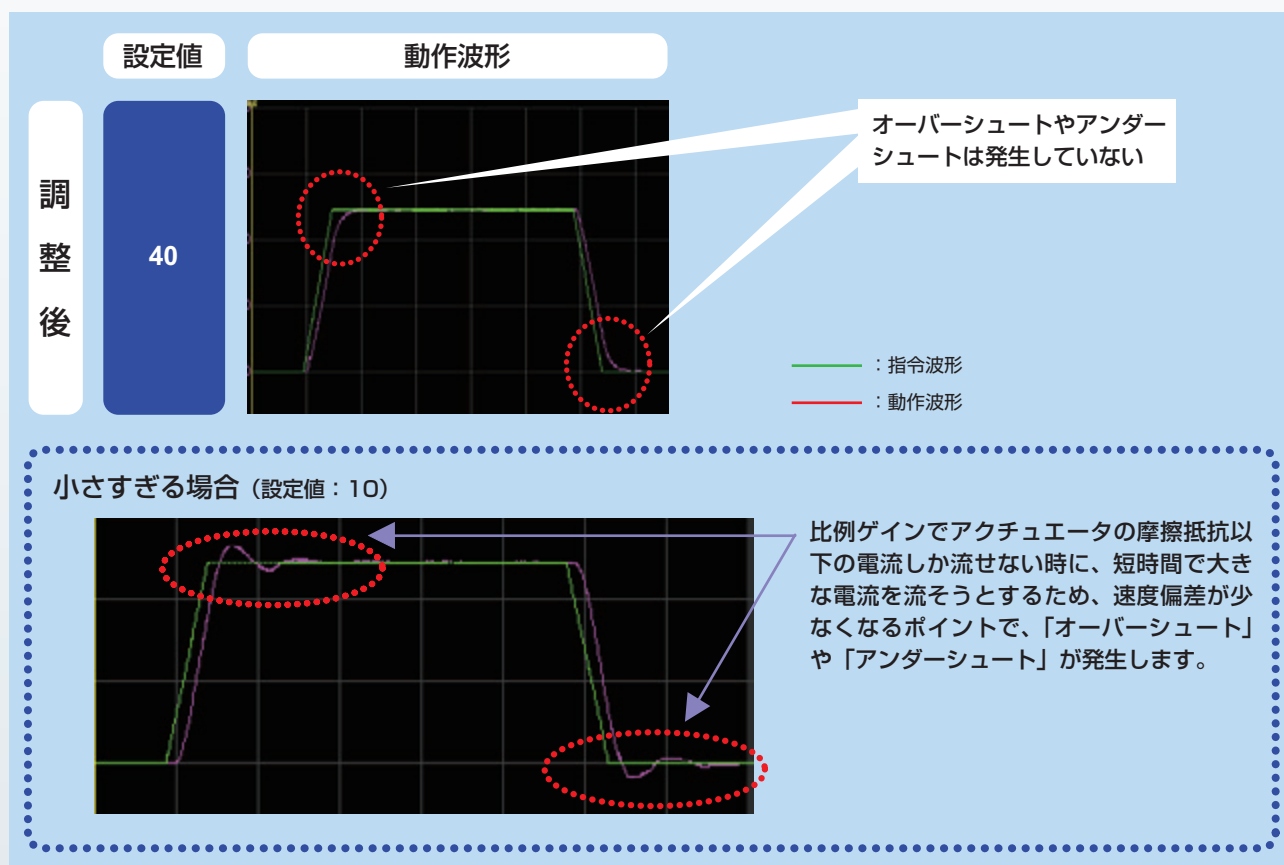 設定値
動作波形
調整後
40
オーバーシュートやアンダー
シュートは発生していない
：指令波形
：動作波形
小さすぎる場合（設定値：10）
比例ゲインでアクチュエータの摩擦抵抗以
下の電流しか流せない時に、短時間で大き
な電流を流そうとするため、速度偏差が少
なくなるポイントで、「オーバーシュート」
や「アンダーシュート」が発生します。